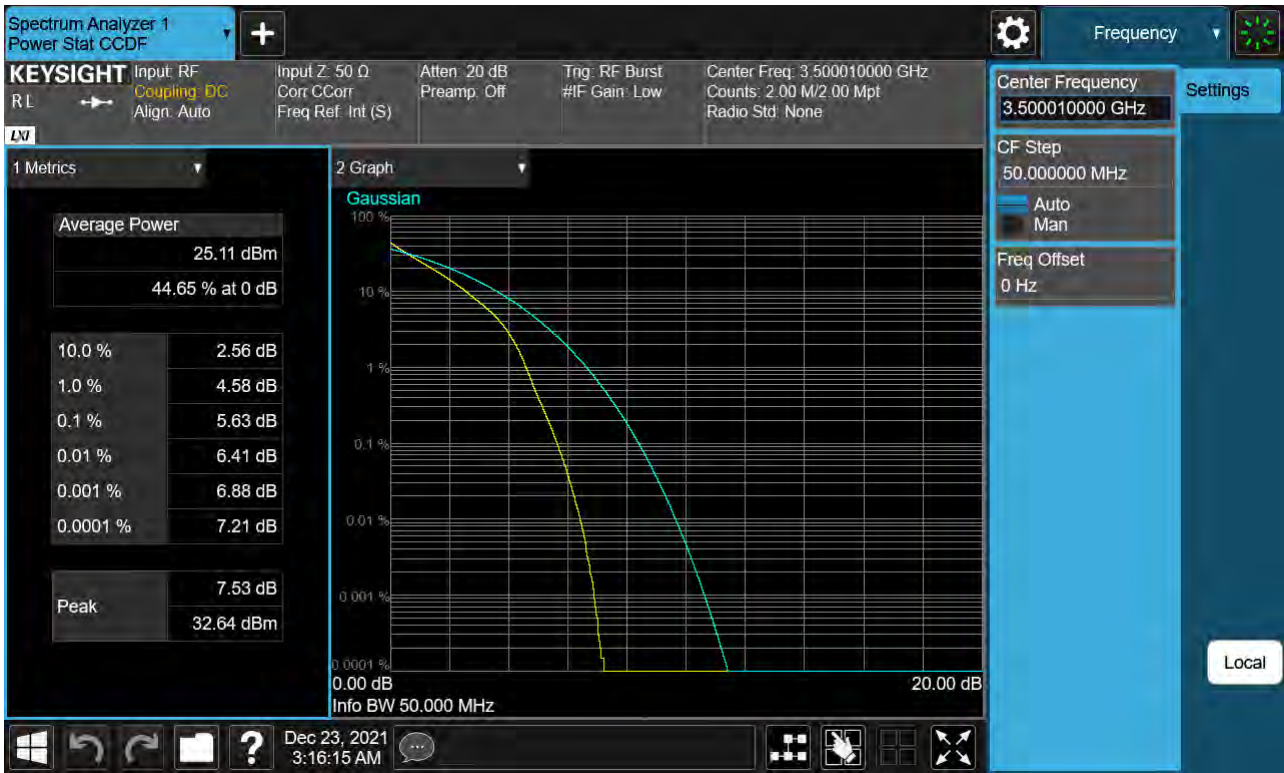 Spectrum Analyzer 1
Power Stat CCDF
Frequency
KEYSIGHT
RL
LXI
Input: RF
Coupling: DC
Align: Auto
Input Z: 50 Ω
Corr CCorr
Freq Ref: Int (S)
Atten: 20 dB
Preamp: Off
Trig: RF Burst
#IF Gain: Low
Center Freq: 3.500010000 GHz
Counts: 2.00 M/2.00 Mpt
Radio Std: None
Center Frequency
3.500010000 GHz
Settings
CF Step
50.000000 MHz
Auto
Man
Freq Offset
0 Hz
Local
1 Metrics
Average Power
25.11 dBm
44.65 % at 0 dB
10.0 % 2.56 dB
1.0 % 4.58 dB
0.1 % 5.63 dB
0.01 % 6.41 dB
0.001 % 6.88 dB
0.0001 % 7.21 dB
Peak
7.53 dB
32.64 dBm
2 Graph
Gaussian
100 %
10 %
1 %
0.1 %
0.01 %
0.001 %
0.0001 %
0.00 dB 20.00 dB
Info BW 50.000 MHz
?
Dec 23, 2021
3:16:15 AM